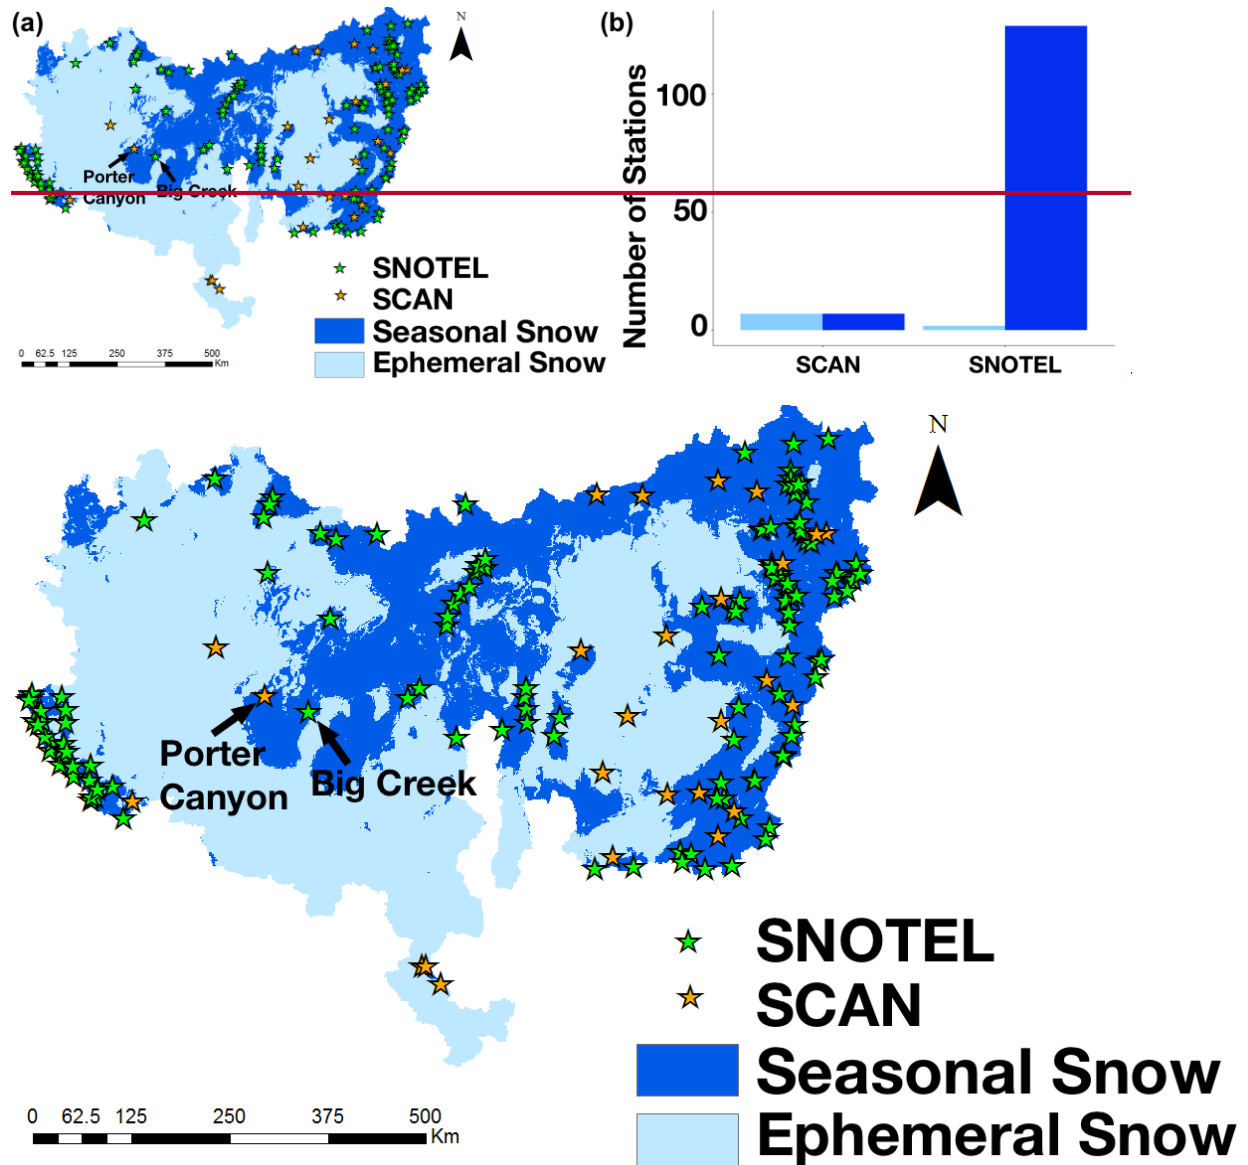 (a)
N
Porter
Canyon
Big Creek
SNOTEL
SCAN
Seasonal Snow
Ephemeral Snow
0 62.5 125 250 375 500
Km
(b)
Number of Stations
100
50
0
SCAN SNOTEL
N
Porter
Canyon
Big Creek
SNOTEL
SCAN
Seasonal Snow
Ephemeral Snow
0 62.5 125 250 375 500
Km